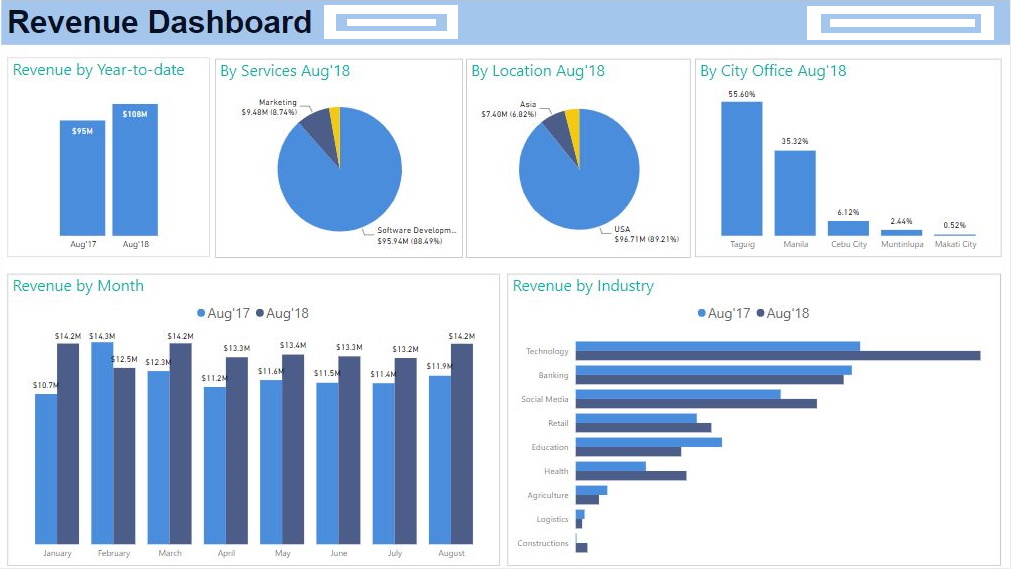 Revenue Dashboard
Revenue by Year-to-date
$95M
$108M
Aug'17
Aug'18
By Services Aug'18
Marketing
$9.48M (8.74%)
Software Developm...
$95.94M (88.49%)
By Location Aug'18
Asia
$7.40M (6.82%)
USA
$96.71M (89.21%)
By City Office Aug'18
55.60%
35.32%
6.12%
2.44%
0.52%
Taguig
Manila
Cebu City
Muntinlupa
Makati City
Revenue by Month
Aug'17 Aug'18
$10.7M
$14.2M
$14.3M
$12.5M
$12.3M
$14.2M
$11.2M
$13.3M
$11.6M
$13.4M
$11.5M
$13.3M
$11.4M
$13.2M
$11.9M
$14.2M
January
February
March
April
May
June
July
August
Revenue by Industry
Aug'17 Aug'18
Technology
Banking
Social Media
Retail
Education
Health
Agriculture
Logistics
Constructions